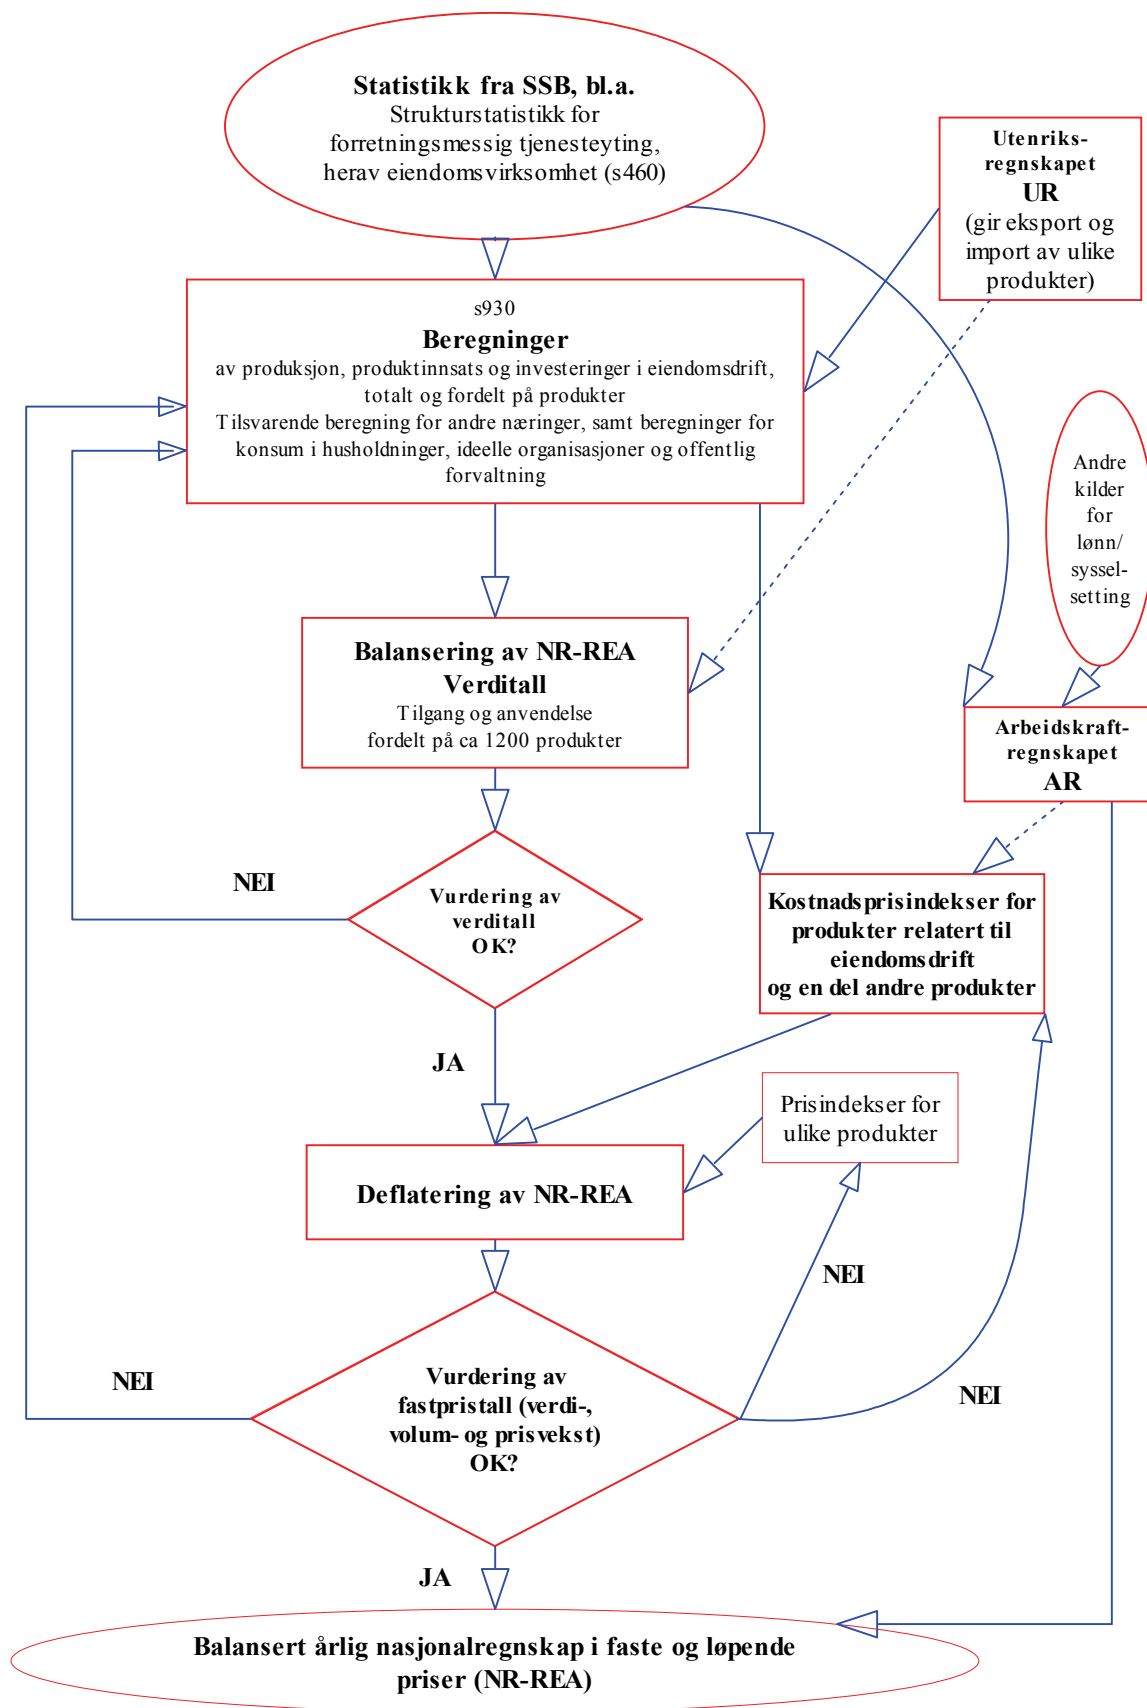 Statistikk fra SSB, bl.a.
Strukturstatistikk for
forretningsmessig tjenesteyting,
herav eiendomsvirksomhet (s460)
Utenriks-
regnskapet
UR
(gir eksport og
import av ulike
produkter)
s930
Beregninger
av produksjon, produktinnsats og investeringer i eiendomsdrift,
totalt og fordelt på produkter
Tilsvarende beregning for andre næringer, samt beregninger for
konsum i husholdninger, ideelle organisasjoner og offentlig
forvaltning
Andre
kilder
for
lønn/
syssel-
setting
Balansering av NR-REA
Verditall
Tilgang og anvendelse
fordelt på ca 1200 produkter
Arbeidskraft-
regnskapet
AR
NEI
Vurdering av
verditall
OK?
Kostnadsprisindekser for
produkter relatert til
eiendomsdrift
og en del andre produkter
JA
Prisindekser for
ulike produkter
Deflatering av NR-REA
NEI
NEI
Vurdering av
fastpristall (verdi-,
volum- og prisvekst)
OK?
NEI
JA
Balansert årlig nasjonalregnskap i faste og løpende
priser (NR-REA)